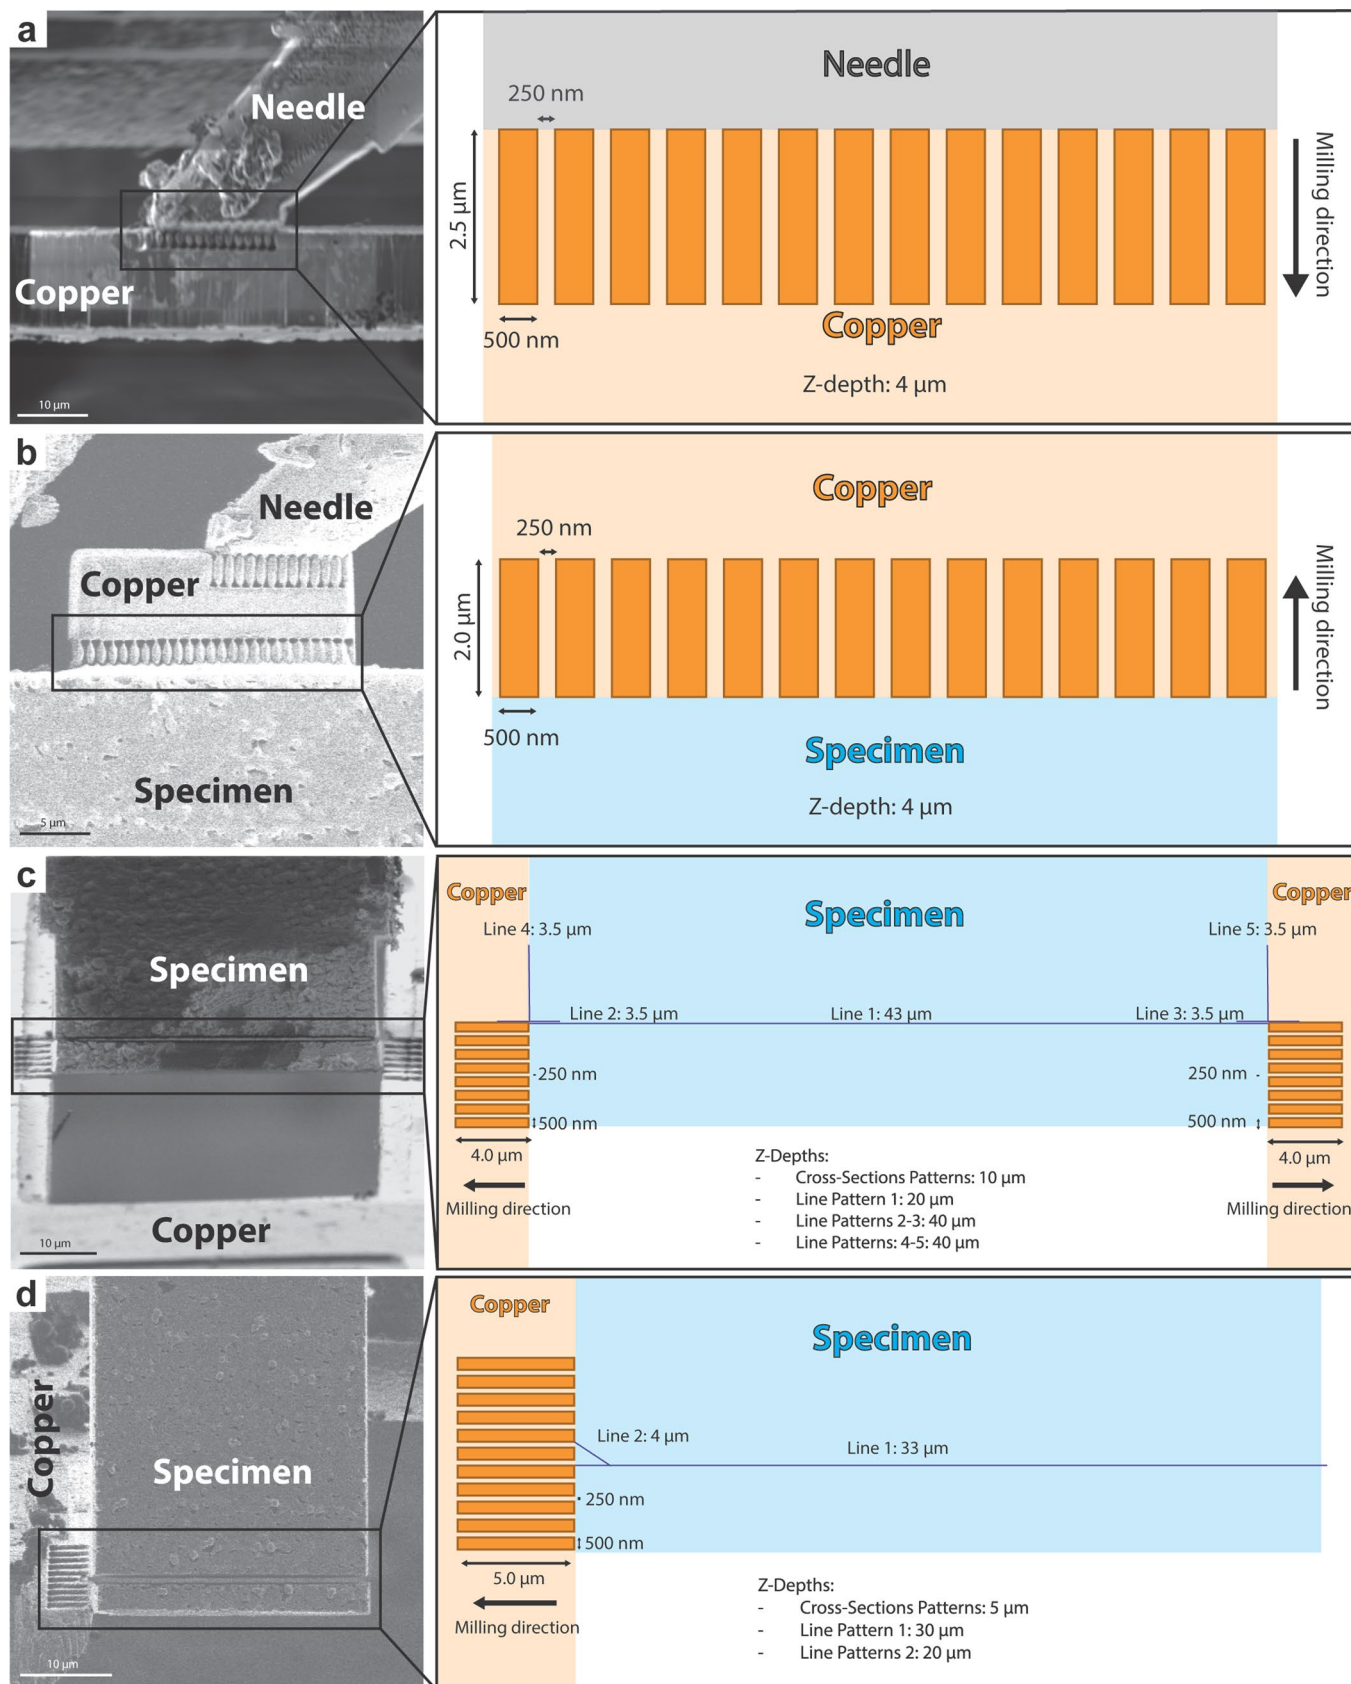 a
Needle
Copper
10 µm
Needle
250 nm
2.5 µm
500 nm
Copper
Z-depth: 4 µm
Milling direction
b
Needle
Copper
Specimen
5 µm
Copper
250 nm
2.0 µm
500 nm
Specimen
Z-depth: 4 µm
Milling direction
c
Specimen
Copper
10 µm
Copper
Specimen
Copper
Line 4: 3.5 µm
Line 5: 3.5 µm
Line 2: 3.5 µm
Line 1: 43 µm
Line 3: 3.5 µm
250 nm
250 nm
500 nm
500 nm
4.0 µm
4.0 µm
Milling direction
Milling direction
Z-Depths:
- Cross-Sections Patterns: 10 µm
- Line Pattern 1: 20 µm
- Line Patterns 2-3: 40 µm
- Line Patterns: 4-5: 40 µm
d
Copper
Specimen
10 µm
Copper
Specimen
Line 2: 4 µm
Line 1: 33 µm
250 nm
500 nm
5.0 µm
Milling direction
Z-Depths:
- Cross-Sections Patterns: 5 µm
- Line Pattern 1: 30 µm
- Line Patterns 2: 20 µm